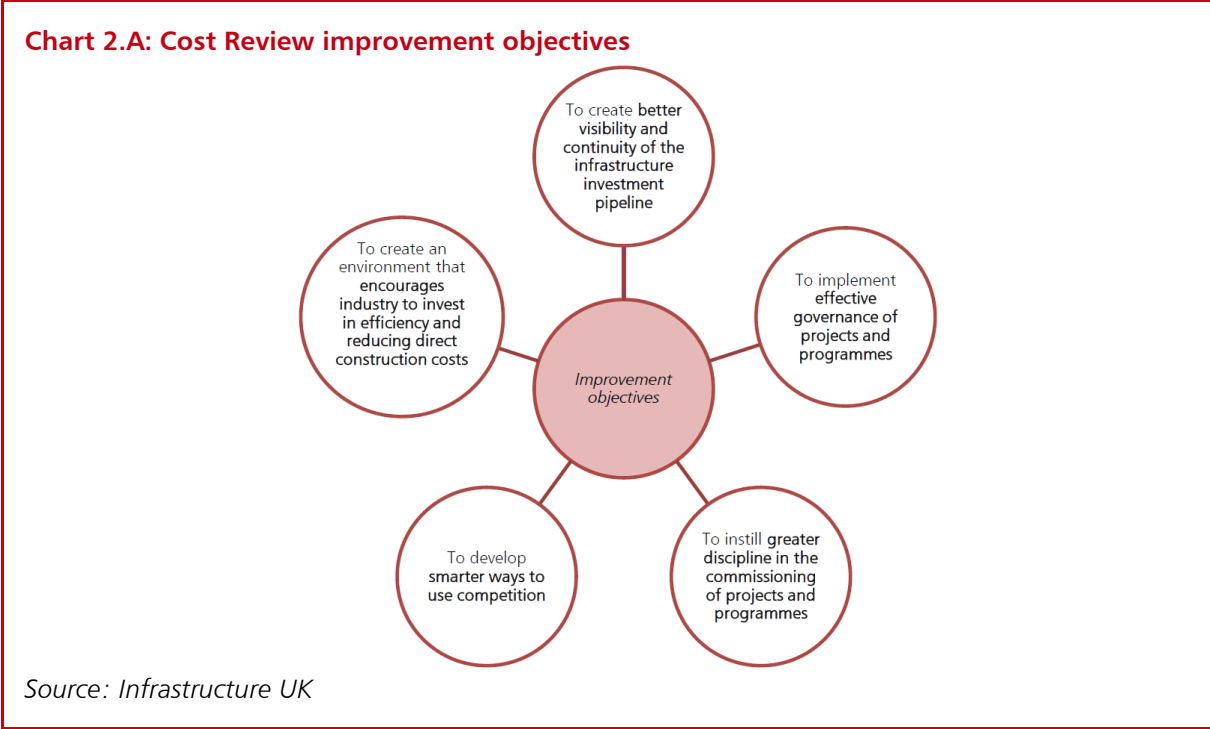 Chart 2.A: Cost Review improvement objectives
To create better
visibility and
continuity of the
infrastructure
investment
pipeline
To implement
effective
governance of
projects and
programmes
To instill greater
discipline in the
commissioning
of projects and
programmes
To develop
smarter ways to
use competition
To create an
environment that
encourages
industry to invest
in efficiency and
reducing direct
construction costs
Improvement
objectives
Source: Infrastructure UK